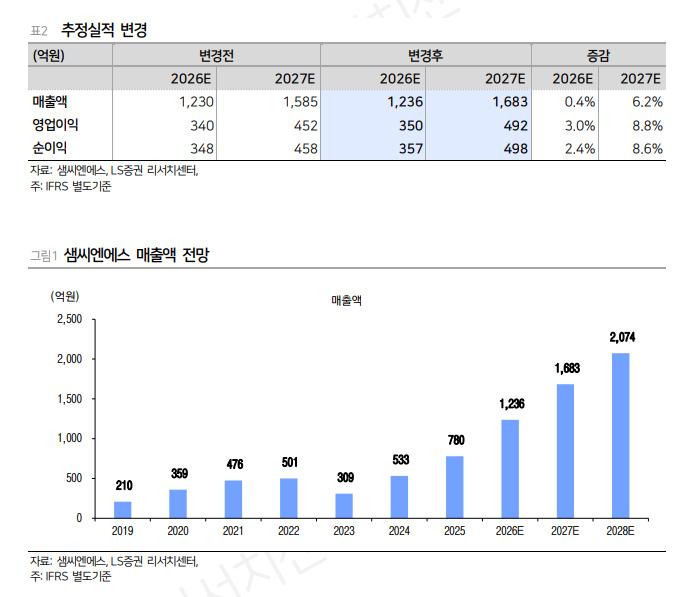 표2 추정실적 변경
(억원) 변경전 변경후 증감
2026E 2027E 2026E 2027E 2026E 2027E
매출액 1,230 1,585 1,236 1,683 0.4% 6.2%
영업이익 340 452 350 492 3.0% 8.8%
순이익 348 458 357 498 2.4% 8.6%
자료: 샘씨엔에스, LS증권 리서치센터,
주: IFRS 별도기준
그림1 샘씨엔에스 매출액 전망
(억원)
매출액
2,500
2,000
1,500
1,000
500
0
210 359 476 501 309 533 780 1,236 1,683 2,074
2019 2020 2021 2022 2023 2024 2025 2026E 2027E 2028E
자료: 샘씨엔에스, LS증권 리서치센터,
주: IFRS 별도기준